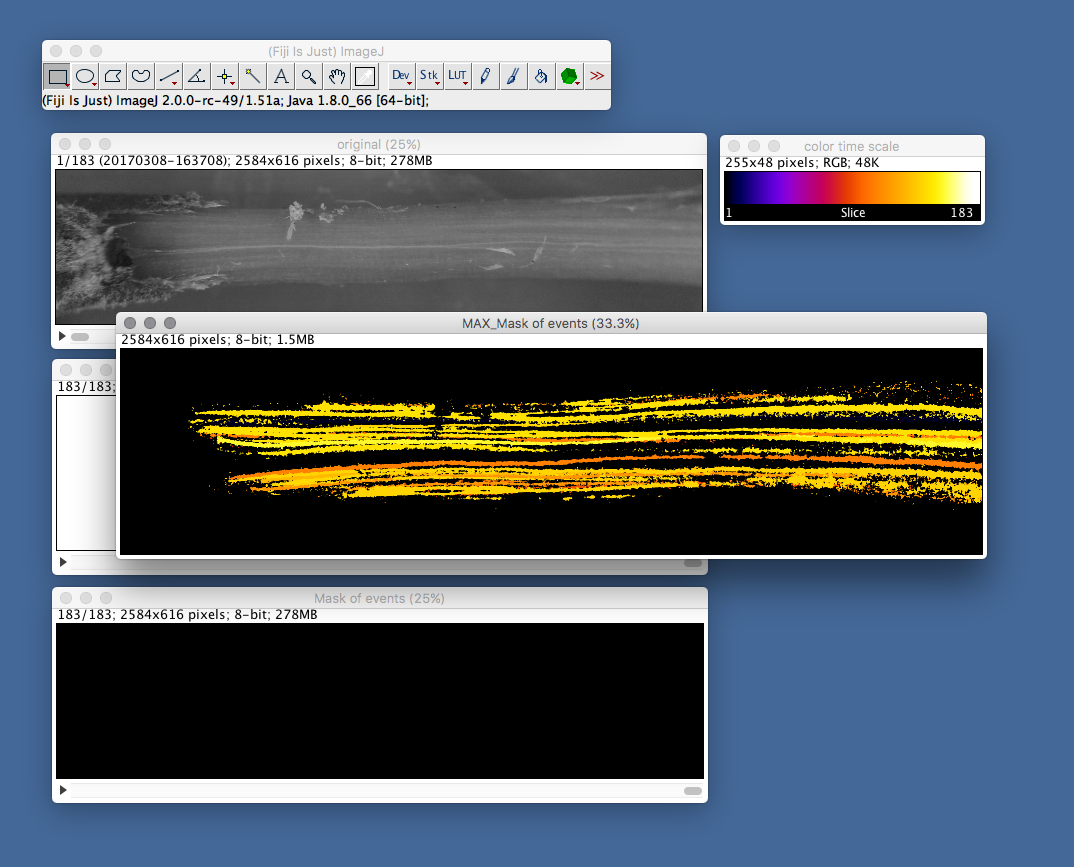 (Fiji Is Just) ImageJ
A
Dev
Stk
LUT
>>
(Fiji Is Just) ImageJ 2.0.0-rc-49/1.51a; Java 1.8.0_66 [64-bit];
original (25%)
1/183 (20170308-163708); 2584x616 pixels; 8-bit; 278MB
color time scale
255x48 pixels; RGB; 48K
1 Slice 183
MAX_Mask of events (33.3%)
2584x616 pixels; 8-bit; 1.5MB
183/183;
Mask of events (25%)
183/183; 2584x616 pixels; 8-bit; 278MB